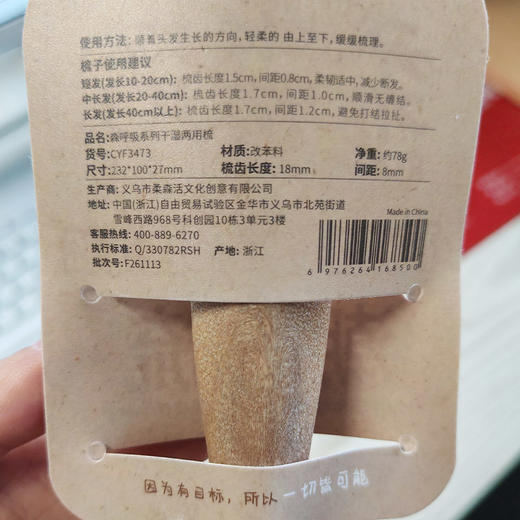 使用方法：顺着头发生长的方向，轻柔的 由上至下，缓缓梳理。
梳子使用建议
短发(发长10-20cm)：梳齿长度1.5cm，间距0.8cm，柔韧适中，减少断发。
中长发(发长20-40cm)：梳齿长度1.7cm，间距1.0cm，顺滑无缠结。
长发(发长40cm以上)：梳齿长度1.7cm，间距1.2cm，避免打结拉扯。
品名：森呼吸系列干湿两用梳
货号：CYF3473 材质：改苯料 净重：约78g
尺寸：232*100*27mm 梳齿长度：18mm 间距：8mm
生产商：义乌市柔森活文化创意有限公司
地址：中国(浙江)自由贸易试验区金华市义乌市北苑街道
雪峰西路968号科创园10栋3单元3楼
客服热线：400-889-6270
执行标准：Q/330782RSH 产地：浙江
批次号：F261113
Made in China
6 976264 168500
因为有目标，所以一切皆可能